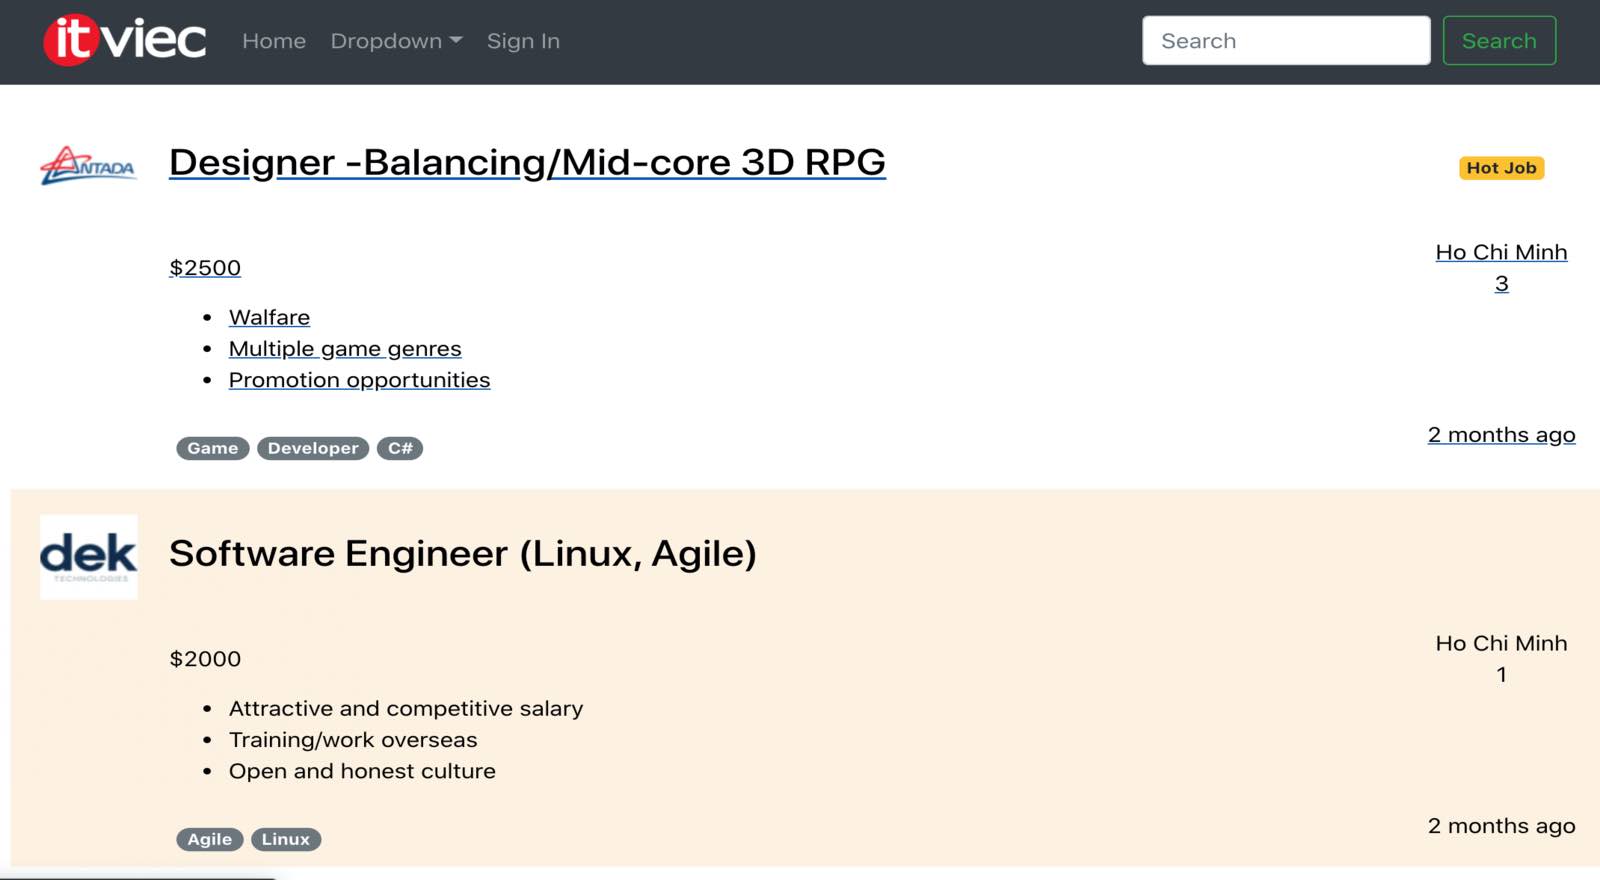 itviec Home Dropdown Sign In Search Search
ANTADA
Designer -Balancing/Mid-core 3D RPG
Hot Job
$2500
Ho Chi Minh
3
• Walfare
• Multiple game genres
• Promotion opportunities
Game Developer C#
2 months ago
dek
TECHNOLOGIES
Software Engineer (Linux, Agile)
$2000
Ho Chi Minh
1
• Attractive and competitive salary
• Training/work overseas
• Open and honest culture
Agile Linux
2 months ago